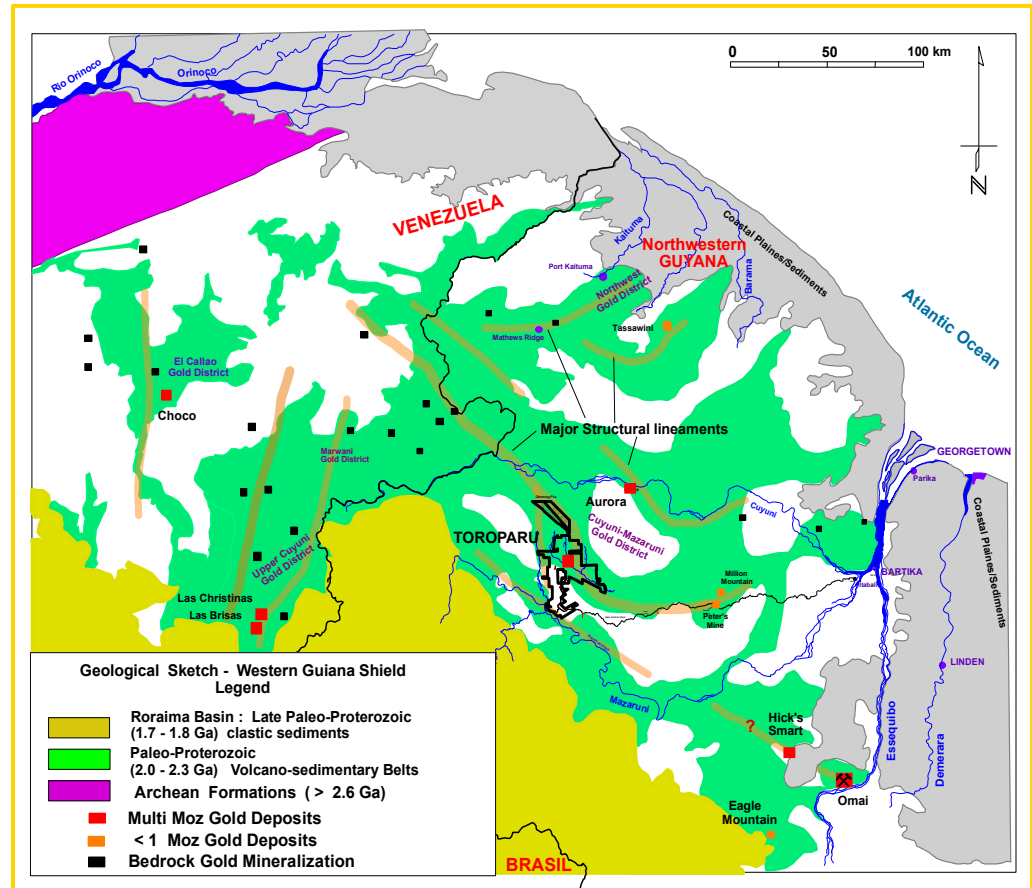 0 50 100 km
N
Rio Orinoco
Orinoco
VENEZUELA
Kaituma
Northwestern
GUYANA
Barama
Coastal Plaines/Sediments
Atlantic Ocean
Port Kaituma
Northwest
Gold District
Mathews Ridge
Tassawini
El Callao
Gold District
Choco
Major Structural lineaments
Marwani
Gold District
GEORGETOWN
Parika
Aurora
Cuyuni
Cuyuni-Mazaruni
Gold District
TOROPARU
Upper Cuyuni
Gold District
Million
Mountain
BARTIKA
Coastal Plaines/Sediments
Las Christinas
Las Brisas
Peter's
Mine
LINDEN
Mazaruni
Hick's
Smart
?
Essequibo
Demerara
Omai
Eagle
Mountain
BRASIL
Geological Sketch - Western Guiana Shield
Legend
Roraima Basin : Late Paleo-Proterozoic
(1.7 - 1.8 Ga) clastic sediments
Paleo-Proterozoic
(2.0 - 2.3 Ga) Volcano-sedimentary Belts
Archean Formations ( > 2.6 Ga)
Multi Moz Gold Deposits
< 1 Moz Gold Deposits
Bedrock Gold Mineralization